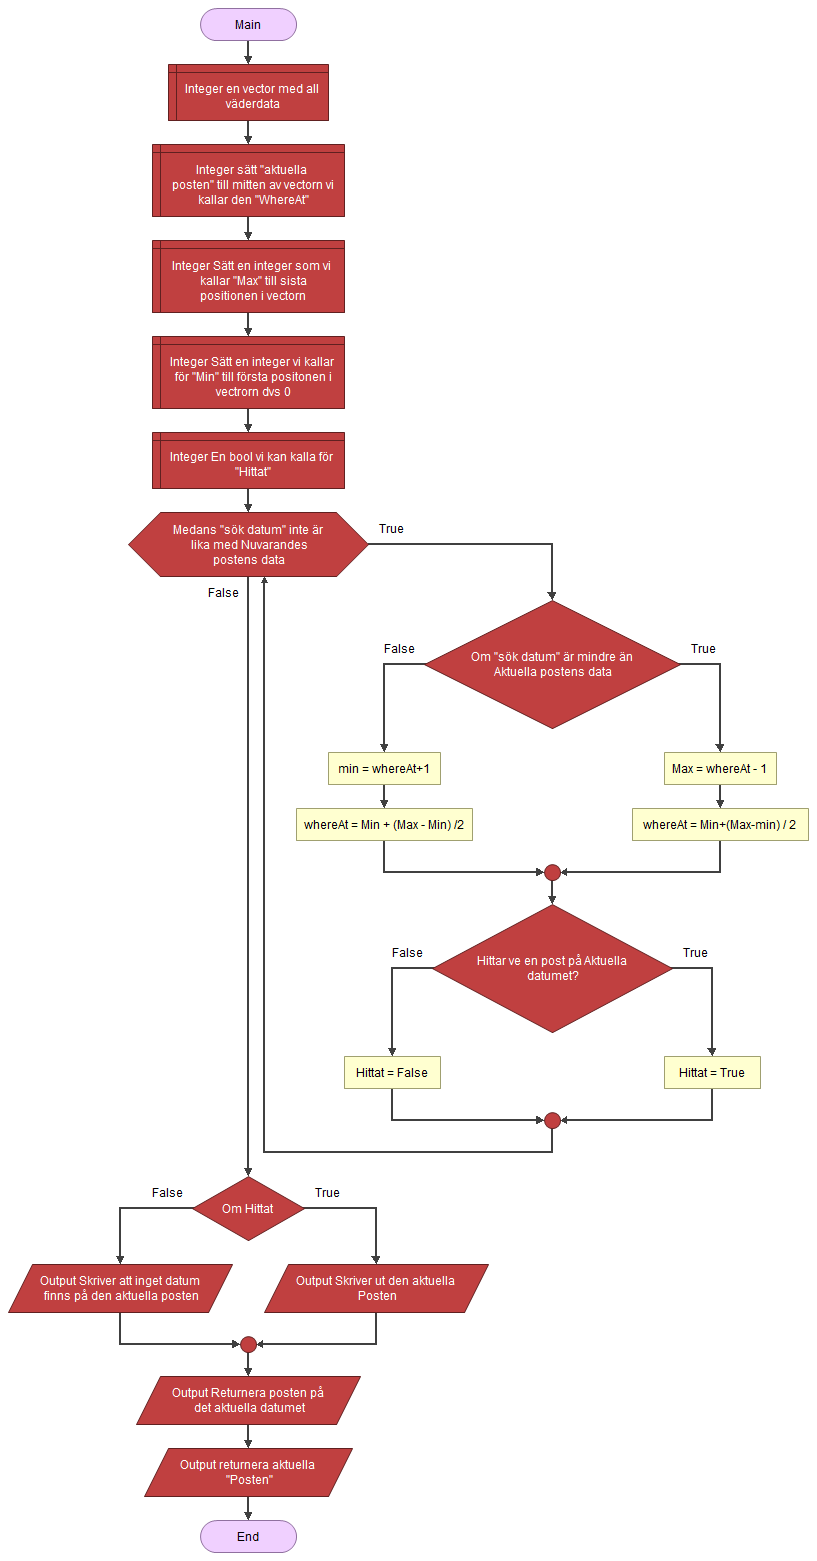 Main
Integer en vector med all
väderdata
Integer sätt "aktuella
posten" till mitten av vectorn vi
kallar den "WhereAt"
Integer Sätt en integer som vi
kallar "Max" till sista
positionen i vectorn
Integer Sätt en integer vi kallar
för "Min" till första positonen i
vectrorn dvs 0
Integer En bool vi kan kalla för
"Hittat"
Medans "sök datum" inte är
lika med Nuvarandes
postens data
True
False
Om "sök datum" är mindre än
Aktuella postens data
False
True
min = whereAt+1
Max = whereAt - 1
whereAt = Min + (Max - Min) /2
whereAt = Min+(Max-min) / 2
Hittar ve en post på Aktuella
datumet?
False
True
Hittat = False
Hittat = True
Om Hittat
False
True
Output Skriver att inget datum
finns på den aktuella posten
Output Skriver ut den aktuella
Posten
Output Returnera posten på
det aktuella datumet
Output returnera aktuella
"Posten"
End